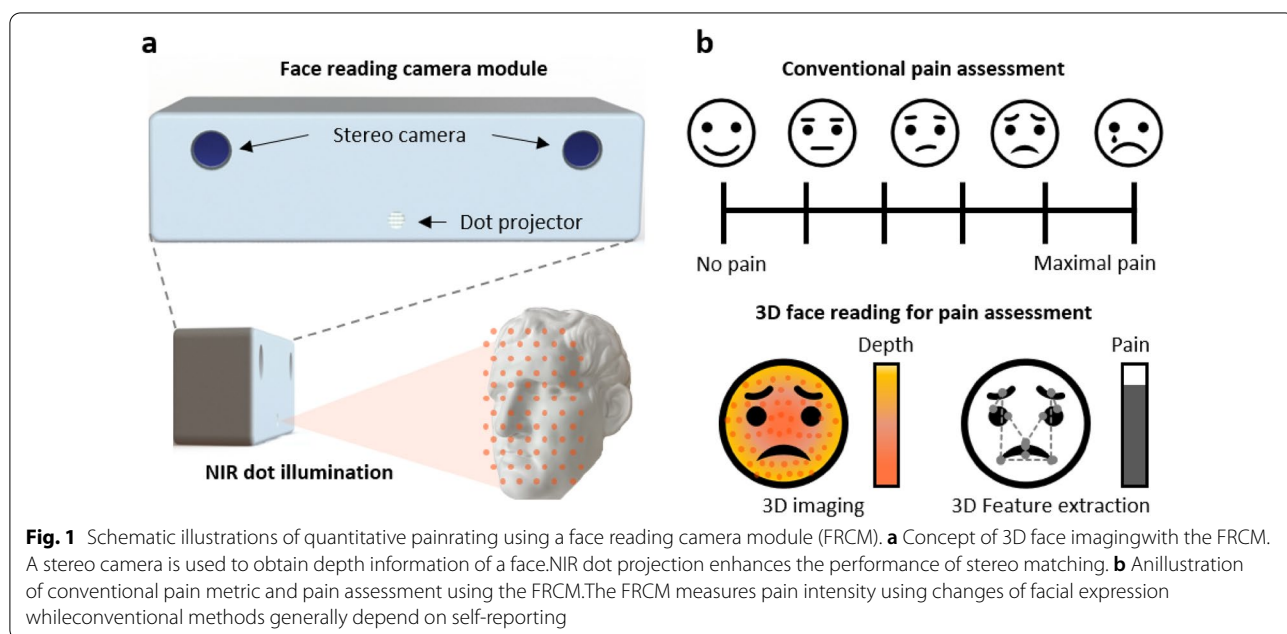 a
Face reading camera module
Stereo camera
Dot projector
NIR dot illumination
b
Conventional pain assessment
No pain
Maximal pain
3D face reading for pain assessment
Depth
Pain
3D imaging
3D Feature extraction
Fig. 1 Schematic illustrations of quantitative painrating using a face reading camera module (FRCM). a Concept of 3D face imagingwith the FRCM.
A stereo camera is used to obtain depth information of a face.NIR dot projection enhances the performance of stereo matching. b Anillustration
of conventional pain metric and pain assessment using the FRCM.The FRCM measures pain intensity using changes of facial expression
whileconventional methods generally depend on self-reporting